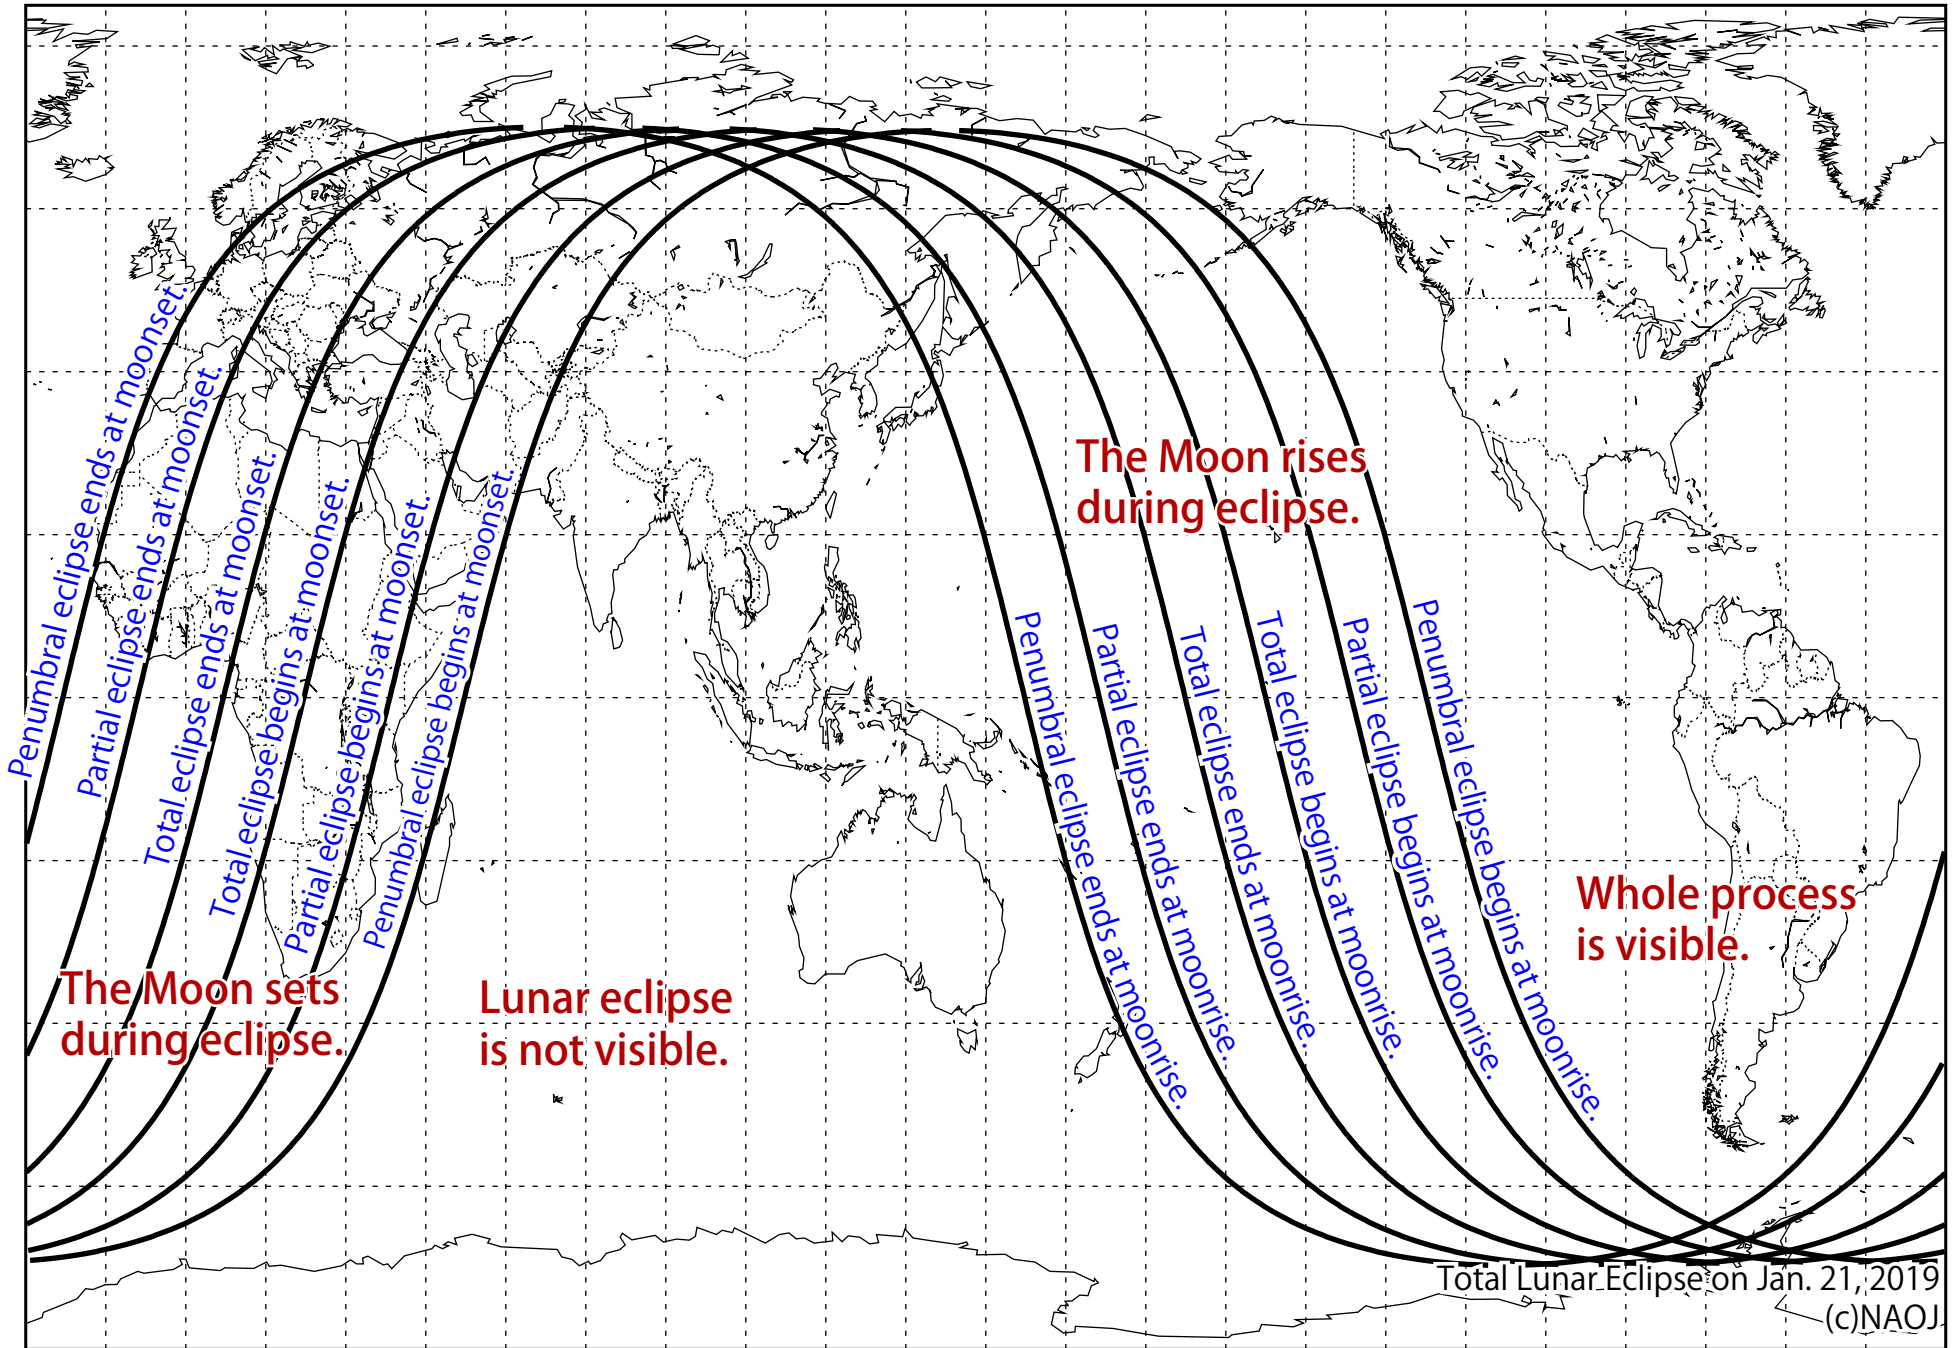 Penumbral eclipse ends at moonset.
Partial eclipse ends at moonset.
Total eclipse ends at moonset.
Total eclipse begins at moonset.
Partial eclipse begins at moonset.
Penumbral eclipse begins at moonset.
The Moon rises
during eclipse.
Penumbral eclipse ends at moonrise.
Partial eclipse ends at moonrise.
Total eclipse ends at moonrise.
Total eclipse begins at moonrise.
Partial eclipse begins at moonrise.
Penumbral eclipse begins at moonrise.
Whole process
is visible.
The Moon sets
during eclipse.
Lunar eclipse
is not visible.
Total Lunar Eclipse on Jan. 21, 2019
(c)NAOJ